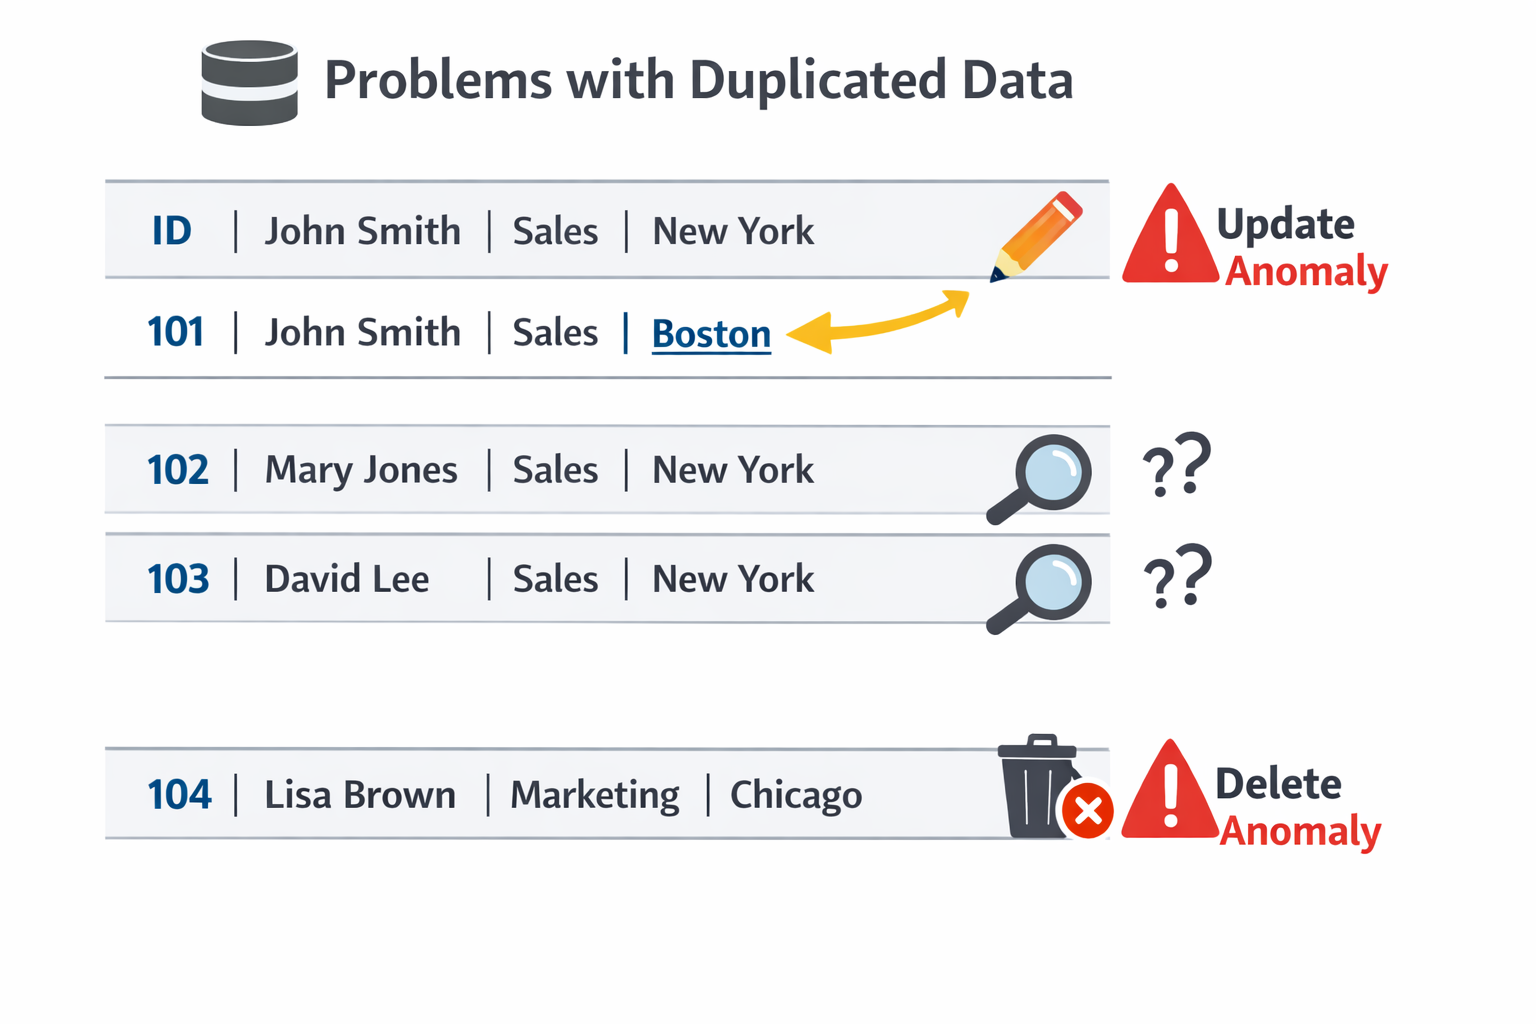 Problems with Duplicated Data
ID | John Smith | Sales | New York
Update
Anomaly
101 | John Smith | Sales | Boston
102 | Mary Jones | Sales | New York
??
103 | David Lee | Sales | New York
??
104 | Lisa Brown | Marketing | Chicago
Delete
Anomaly